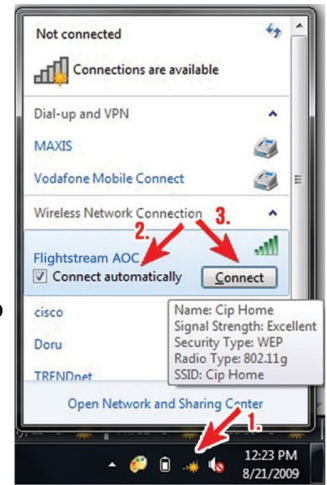 Not connected
Connections are available
Dial-up and VPN
MAXIS
Vodafone Mobile Connect
Wireless Network Connection
2.
3.
Flightstream AOC
Connect automatically
Connect
cisco
Name: Cip Home
Signal Strength: Excellent
Security Type: WEP
Radio Type: 802.11g
SSID: Cip Home
Doru
TRENDnet
Open Network and Sharing Center
1.
12:23 PM
8/21/2009